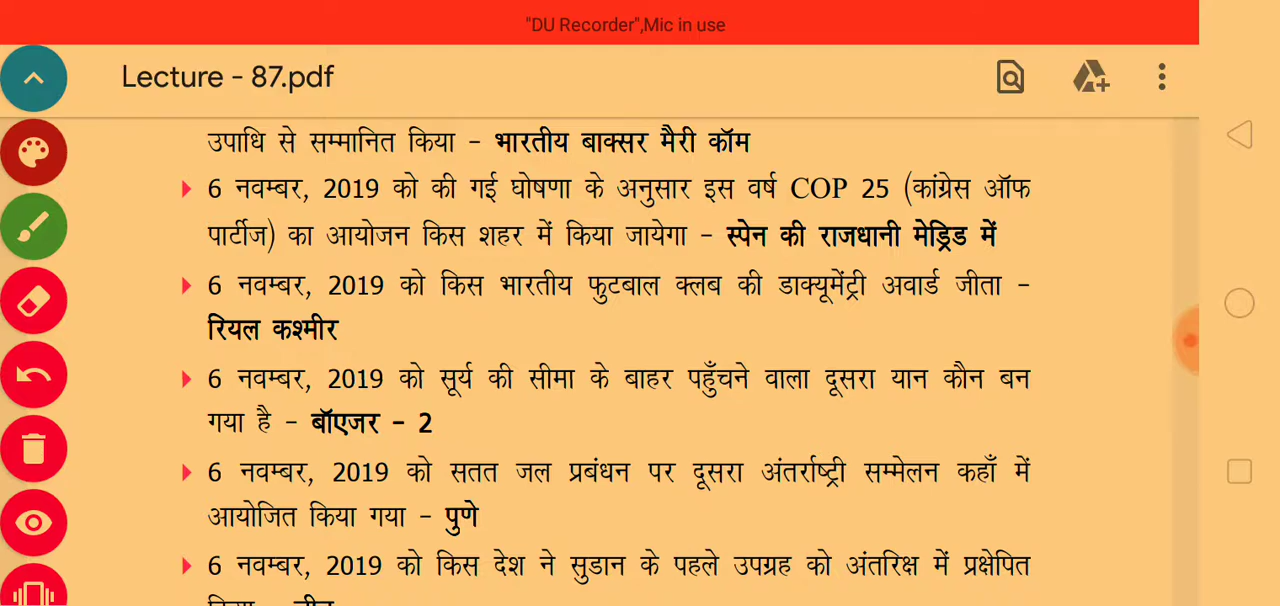 "DU Recorder",Mic in use
Lecture - 87.pdf
उपाधि से सम्मानित किया - भारतीय बाक्सर मैरी कॉम
6 नवम्बर, 2019 को की गई घोषणा के अनुसार इस वर्ष COP 25 (कांग्रेस ऑफ
पार्टीज) का आयोजन किस शहर में किया जायेगा - स्पेन की राजधानी मेड्रिड में
6 नवम्बर, 2019 को किस भारतीय फुटबाल क्लब की डाक्यूमेंट्री अवार्ड जीता -
रियल कश्मीर
6 नवम्बर, 2019 को सूर्य की सीमा के बाहर पहुँचने वाला दूसरा यान कौन बन
गया है - बॉएजर - 2
6 नवम्बर, 2019 को सतत जल प्रबंधन पर दूसरा अंतर्राष्ट्री सम्मेलन कहाँ में
आयोजित किया गया - पुणे
6 नवम्बर, 2019 को किस देश ने सुडान के पहले उपग्रह को अंतरिक्ष में प्रक्षेपित